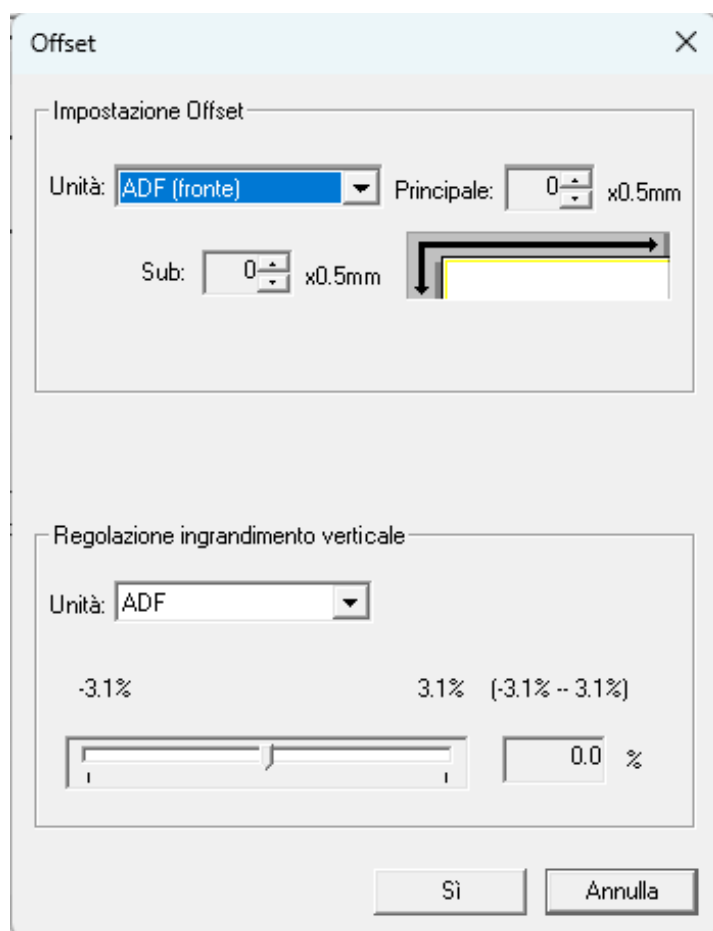 Offset
Impostazione Offset
Unità: ADF (fronte) Principale: 0 x0.5mm
Sub: 0 x0.5mm
Regolazione ingrandimento verticale
Unità: ADF
-3.1% 3.1% (-3.1% -- 3.1%)
0.0 %
Sì Annulla